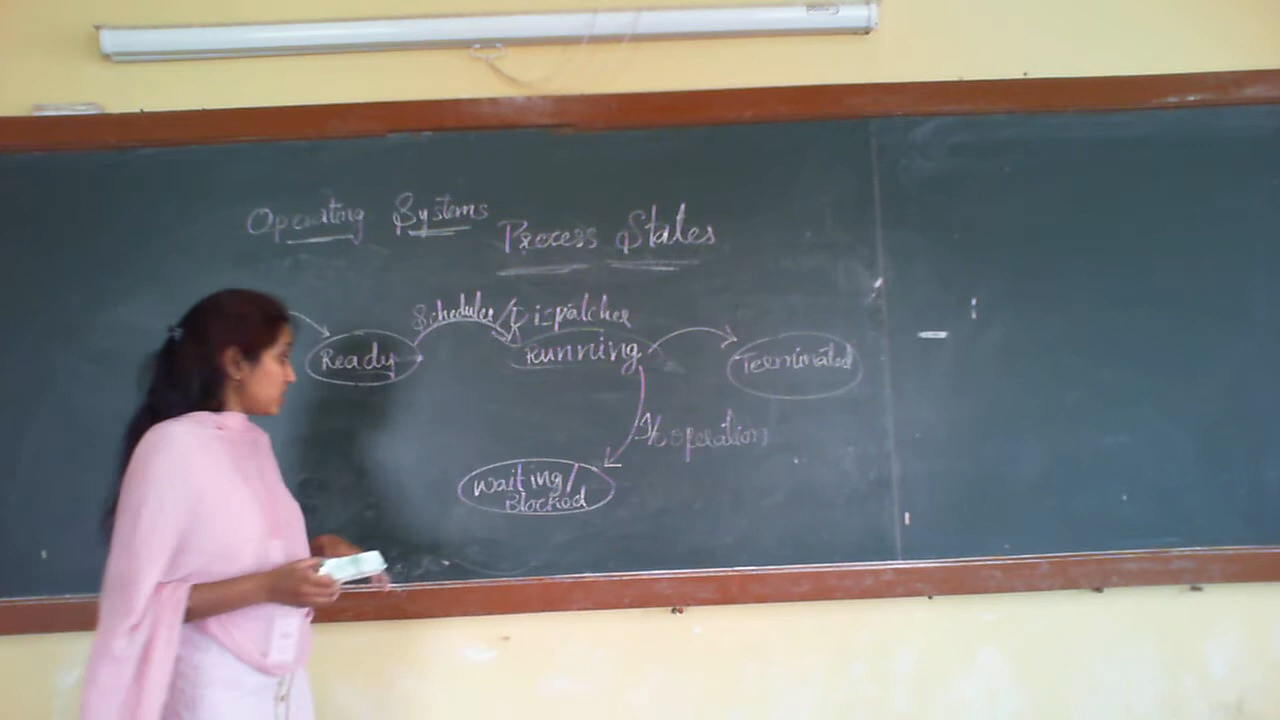 Operating Systems
Process States
Scheduler/Dispatcher
Ready
Running
Terminated
I/o operation
Waiting/
Blocked